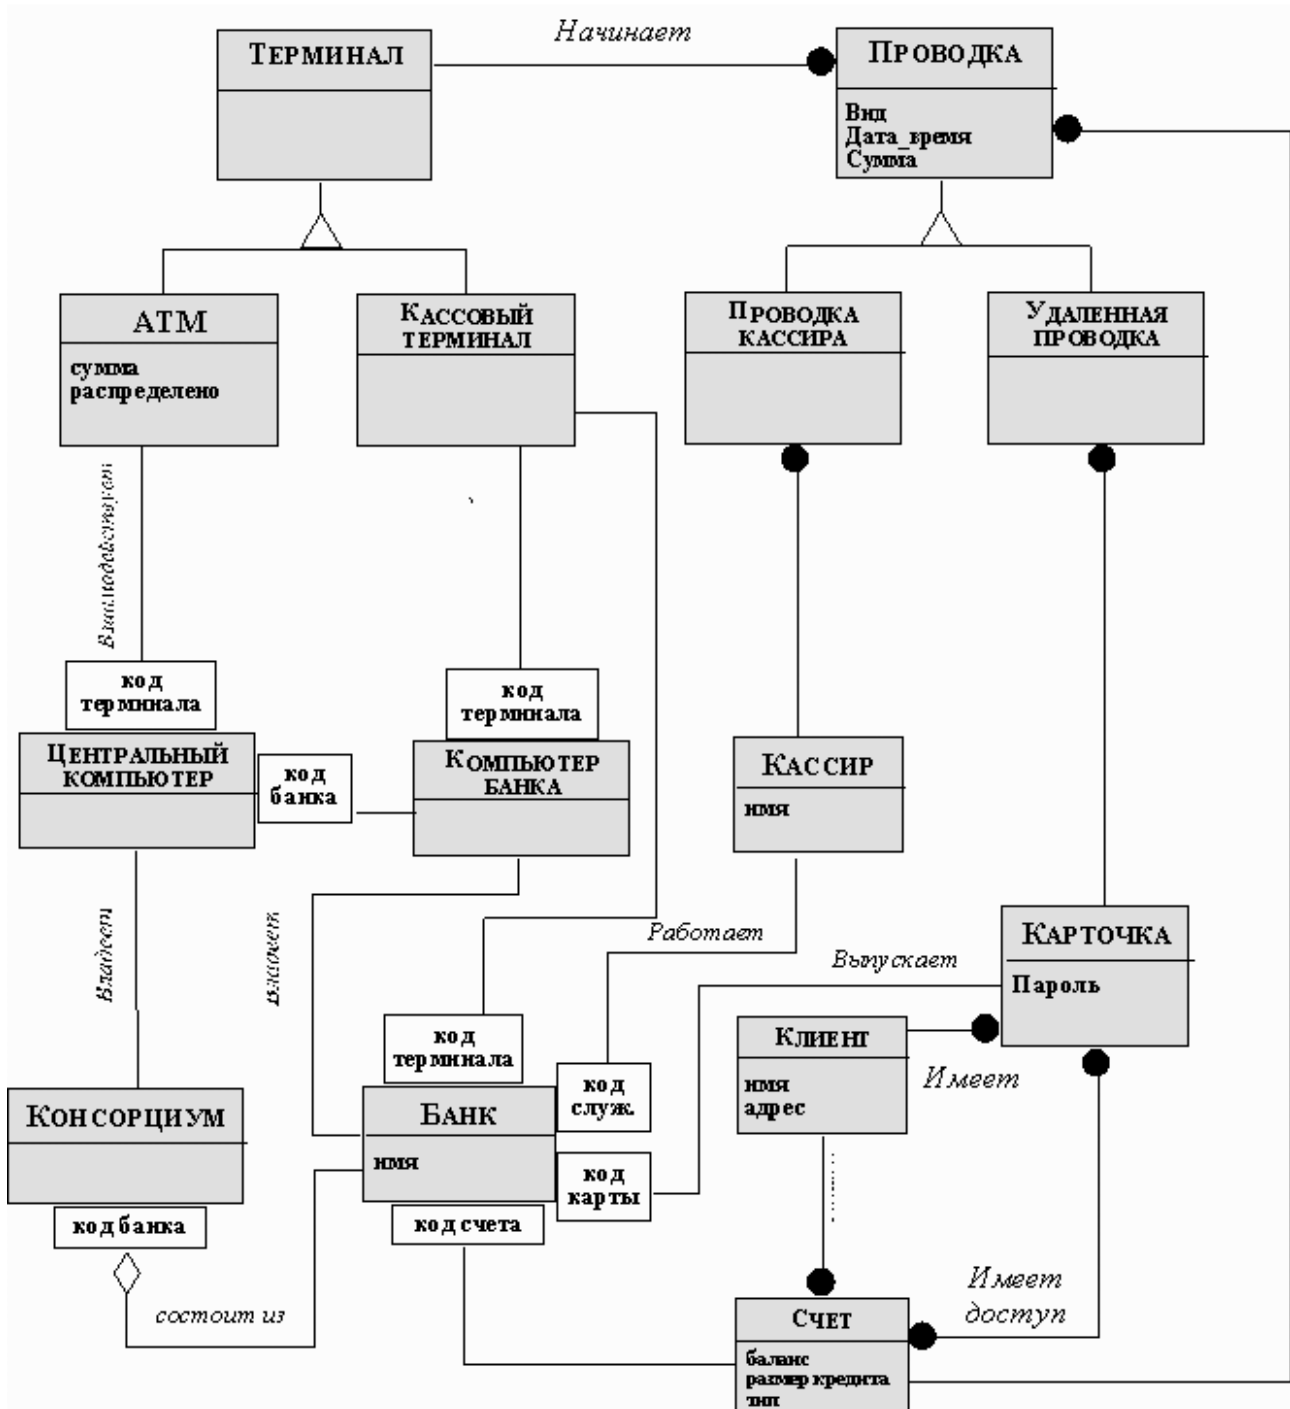 Начинает
ТЕРМИНАЛ
ПРОВОДКА
Вид
Дата_время
Сумма
АТМ
сумма
распределено
КАССОВЫЙ
ТЕРМИНАЛ
ПРОВОДКА
КАССИРА
УДАЛЕННАЯ
ПРОВОДКА
Взаимодействует
код
терминала
код
терминала
ЦЕНТРАЛЬНЫЙ
КОМПЬЮТЕР
код
банка
КОМПЬЮТЕР
БАНКА
КАССИР
имя
Владеет
Владеет
Работает
Выпускает
КАРТОЧКА
Пароль
код
терминала
КЛИЕНТ
имя
адрес
Имеет
код
служ.
КОНСОРЦИУМ
БАНК
имя
код
карты
код банка
код счета
состоит из
Имеет
доступ
СЧЕТ
баланс
размер кредита
тип